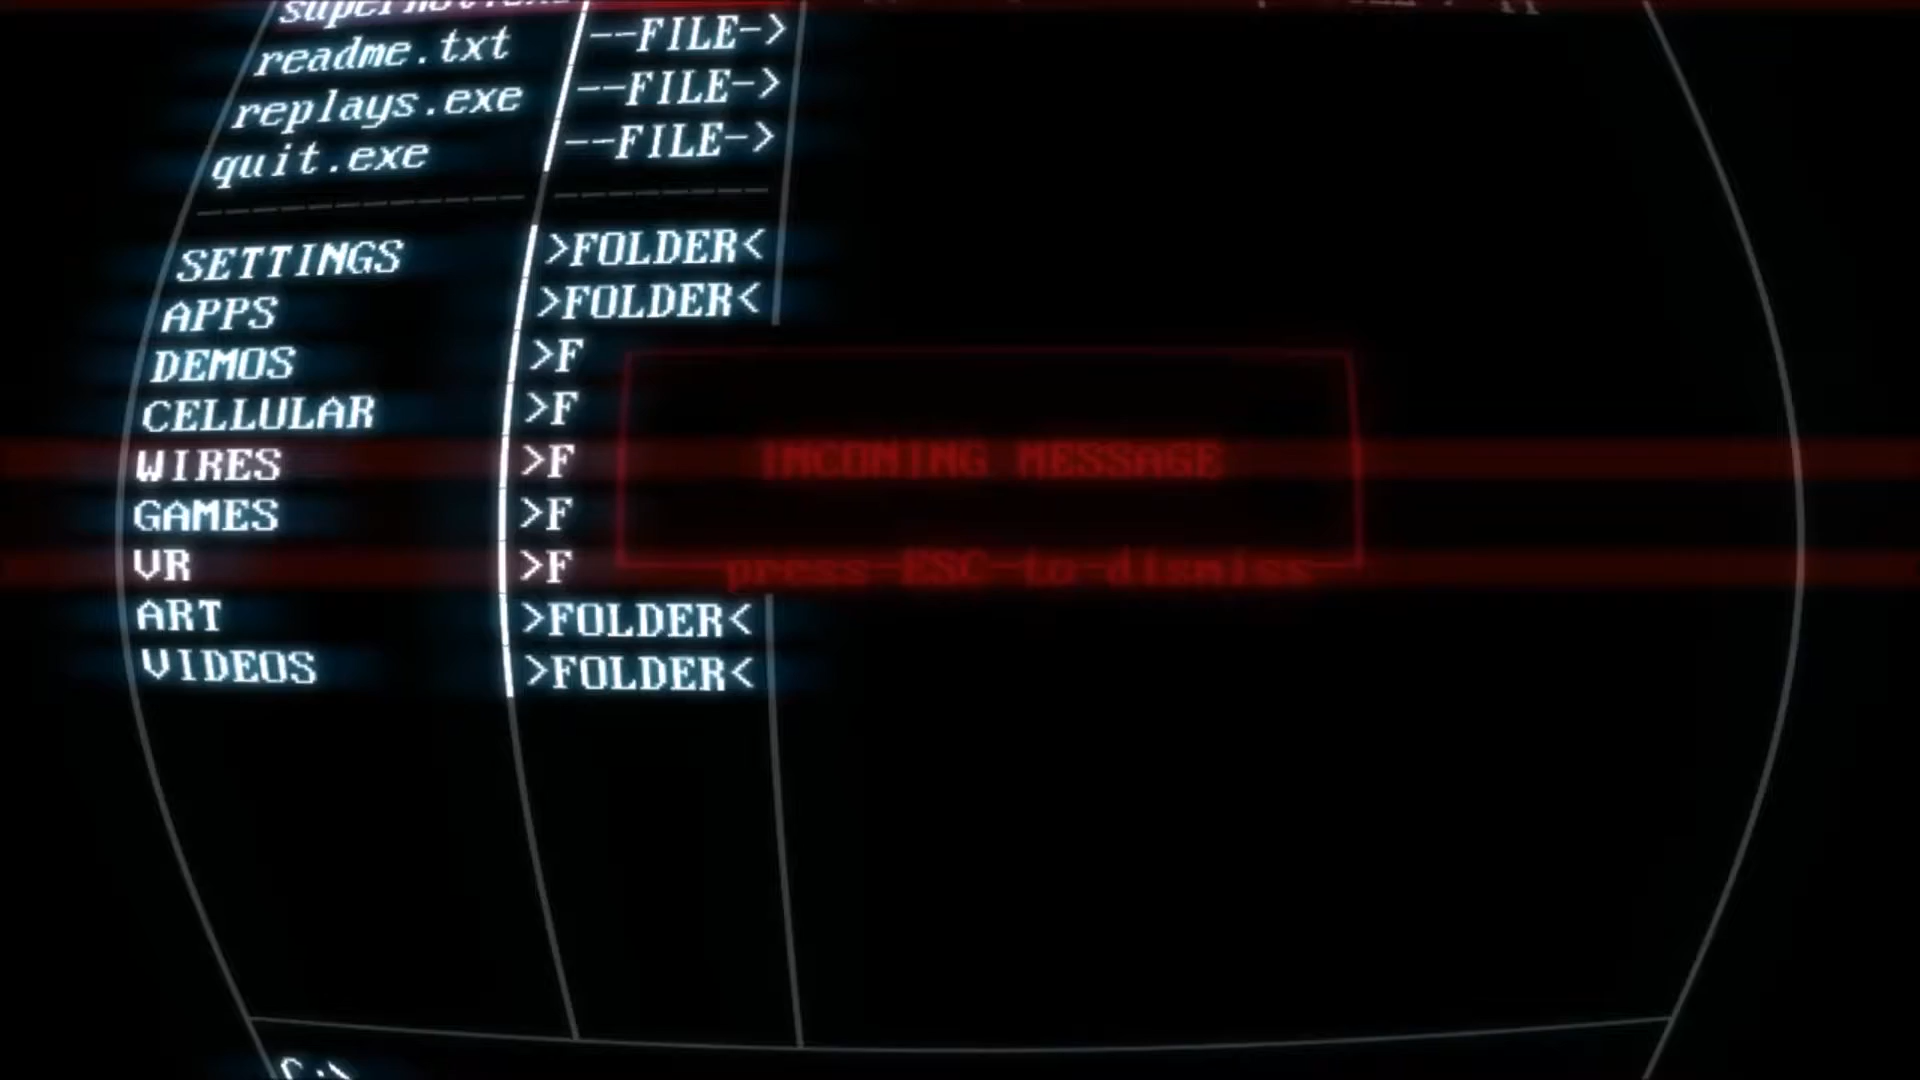 readme.txt --FILE->
replays.exe --FILE->
quit.exe --FILE->
SETTINGS >FOLDER<
APPS >FOLDER<
DEMOS >F
CELLULAR >F
WIRES >F
GAMES >F
VR >F
ART >FOLDER<
VIDEOS >FOLDER<
INCOMING MESSAGE
press ESC to dismiss
C:\